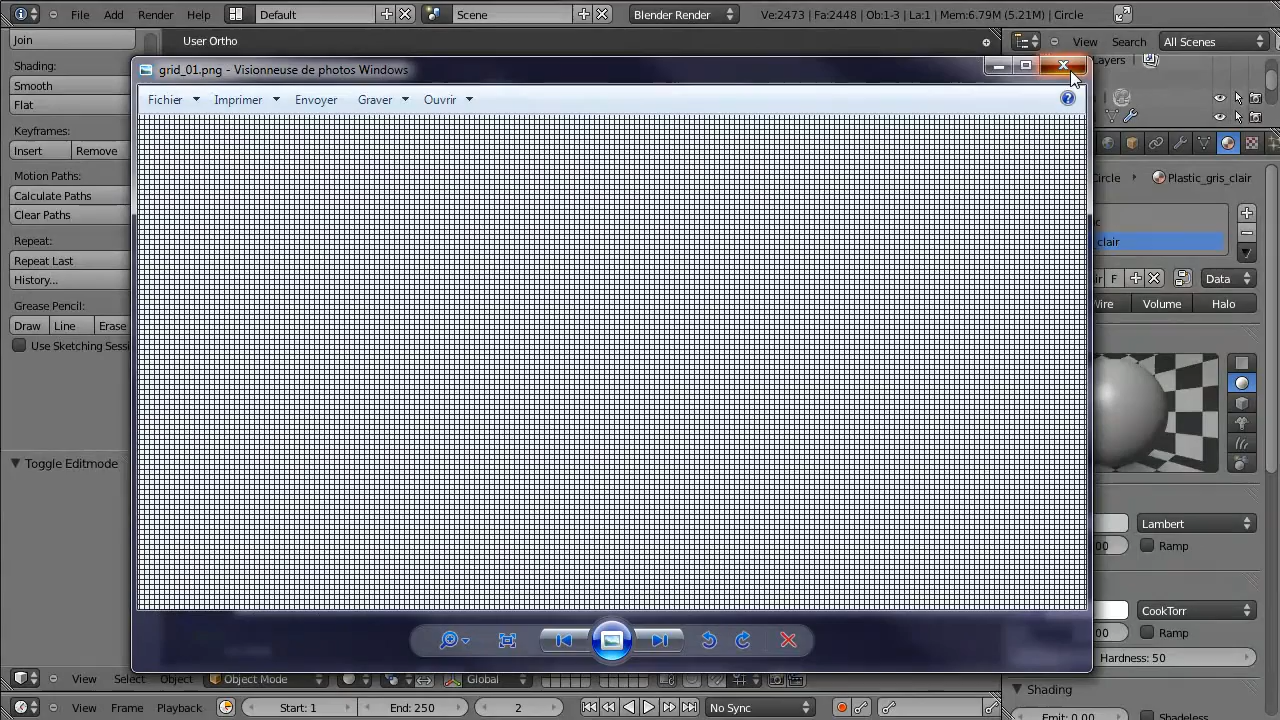 File Add Render Help Default Scene Blender Render Ve:2473 | Fa:2448 | Ob:1-3 | La:1 | Mem:6.79M (5.21M) | Circle
Join
User Ortho
View Search All Scenes
Shading:
Smooth
Flat
Keyframes:
Insert Remove
Motion Paths:
Calculate Paths
Clear Paths
Repeat:
Repeat Last
History...
Grease Pencil:
Draw Line Erase
Use Sketching Sessi
Toggle Editmode
grid_01.png - Visionneuse de photos Windows
Fichier Imprimer Envoyer Graver Ouvrir
Layers
Circle Plastic_gris_clair
clair
F Data
Wire Volume Halo
Lambert
Ramp
CookTorr
Ramp
Hardness: 50
Shading
Emit: 0.00 Shadeless
View Select Object Object Mode Global
View Frame Playback Start: 1 End: 250 2 No Sync